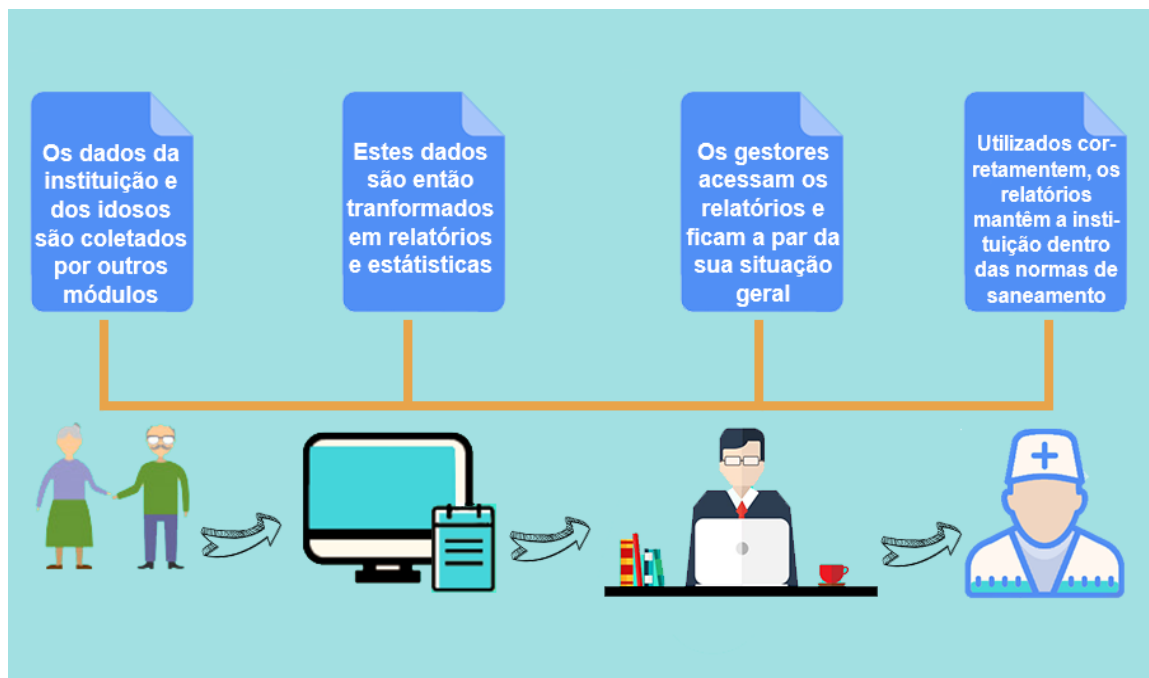 Os dados da
instituição e
dos idosos
são coletados
por outros
módulos
Estes dados
são então
tranformados
em relatórios
e estátisticas
Os gestores
acessam os
relatórios e
ficam a par da
sua situação
geral
Utilizados cor-
retamentem, os
relatórios
mantêm a insti-
tuição dentro
das normas de
saneamento